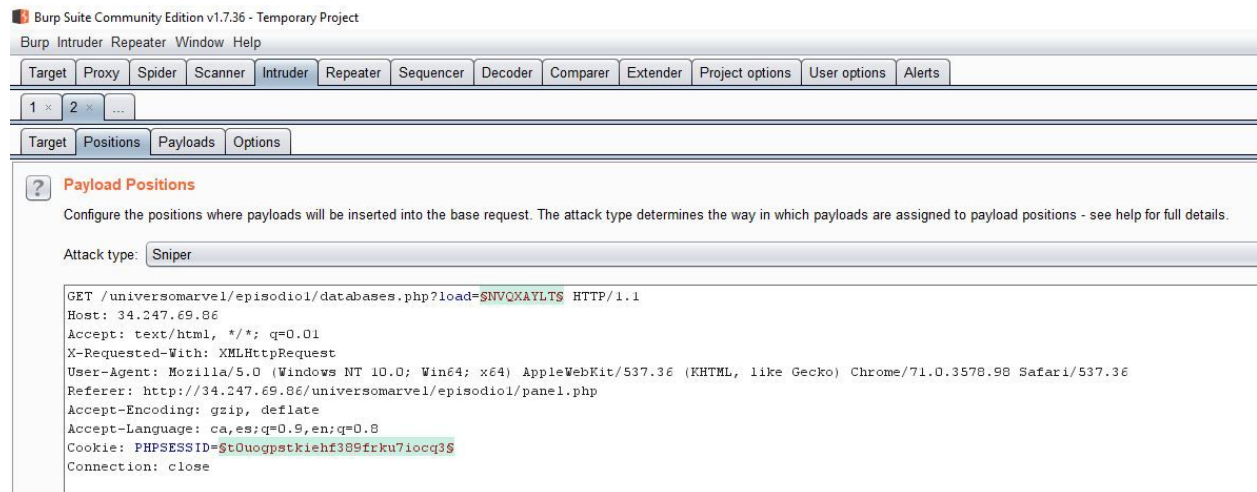 Burp Suite Community Edition v1.7.36 - Temporary Project
Burp Intruder Repeater Window Help
Target Proxy Spider Scanner Intruder Repeater Sequencer Decoder Comparer Extender Project options User options Alerts
1 × 2 × ...
Target Positions Payloads Options
? Payload Positions
Configure the positions where payloads will be inserted into the base request. The attack type determines the way in which payloads are assigned to payload positions - see help for full details.
Attack type: Sniper
GET /universomarvel/episodio1/databases.php?load=§NVQXAYLT§ HTTP/1.1
Host: 34.247.69.86
Accept: text/html, */*; q=0.01
X-Requested-With: XMLHttpRequest
User-Agent: Mozilla/5.0 (Windows NT 10.0; Win64; x64) AppleWebKit/537.36 (KHTML, like Gecko) Chrome/71.0.3578.98 Safari/537.36
Referer: http://34.247.69.86/universomarvel/episodio1/panel.php
Accept-Encoding: gzip, deflate
Accept-Language: ca,es;q=0.9,en;q=0.8
Cookie: PHPSESSID=§t0uogpstkiehf389frku7iocq3§
Connection: close